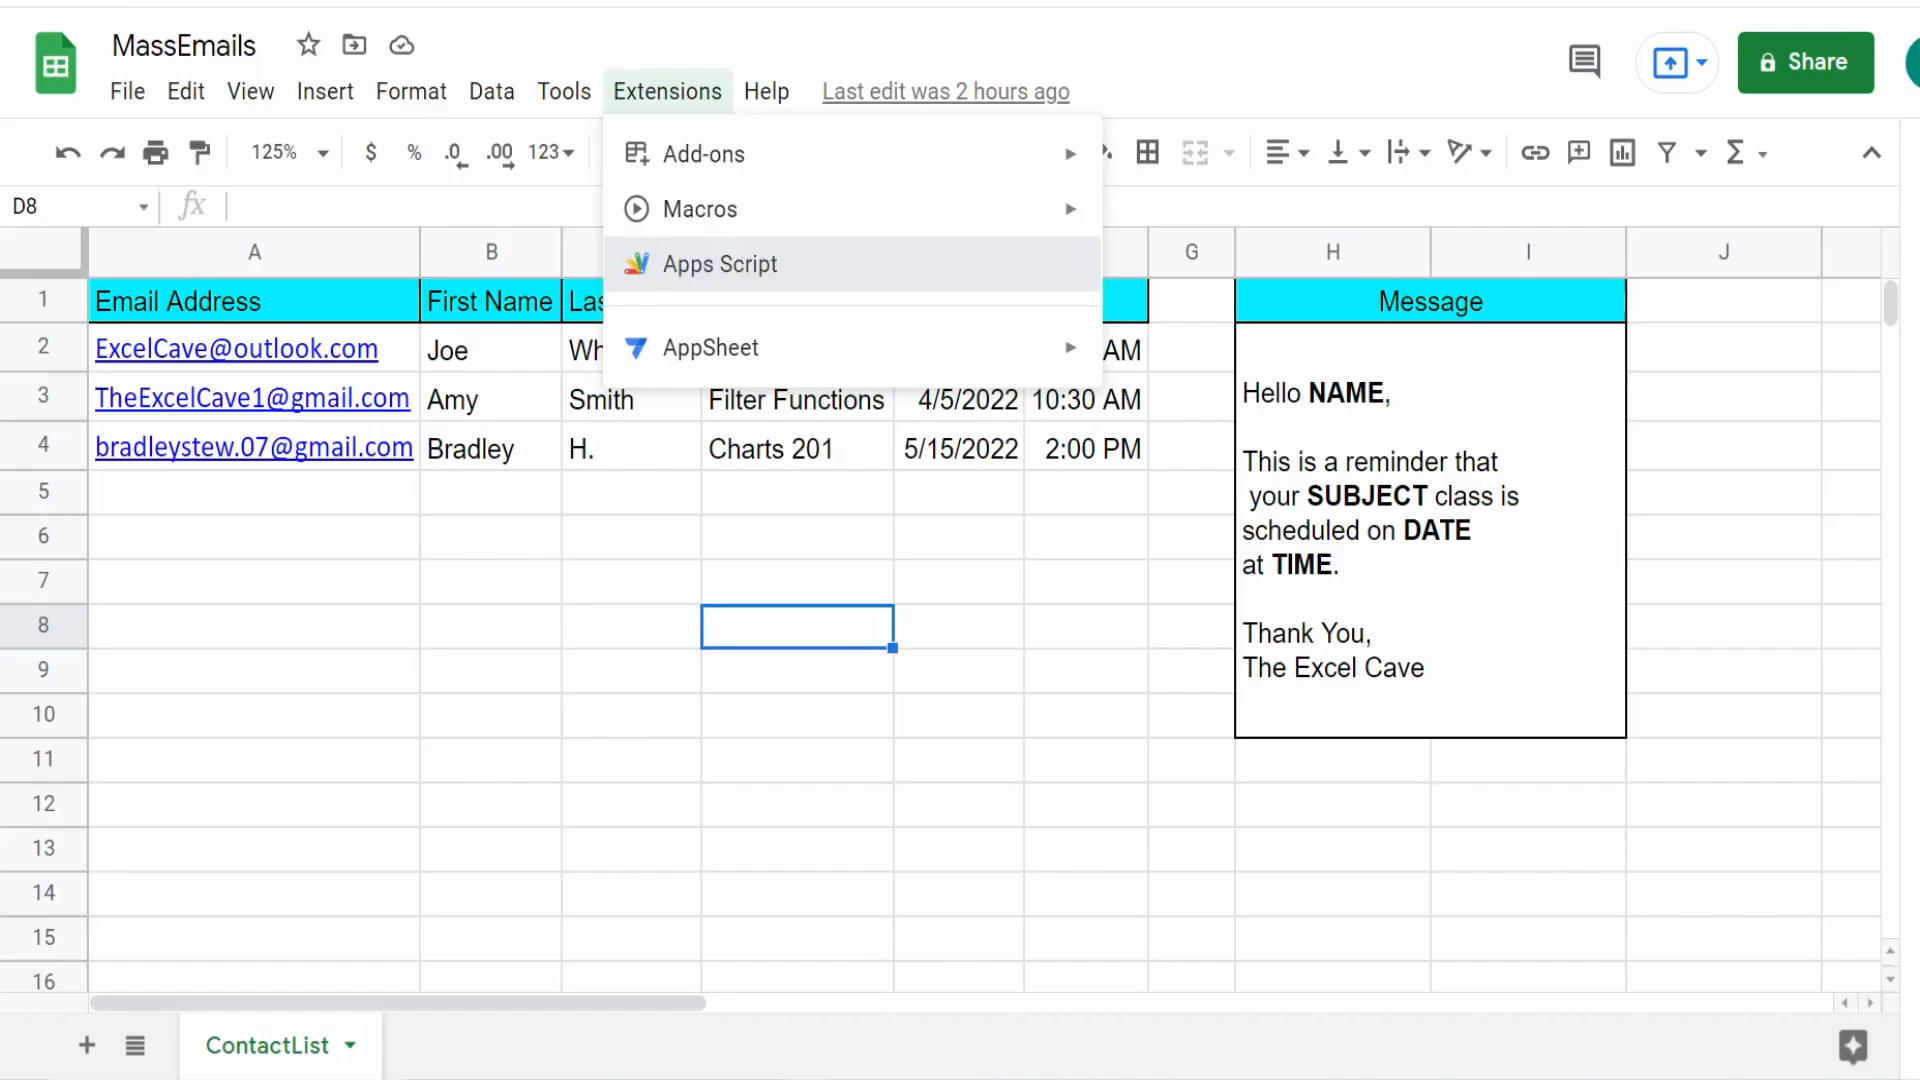 MassEmails
File Edit View Insert Format Data Tools Extensions Help Last edit was 2 hours ago
Share
125% $ % .0 .00 123
Add-ons
Macros
Apps Script
AppSheet
D8 fx
A B G H I J
1 Email Address First Name Message
2 ExcelCave@outlook.com Joe AM
3 TheExcelCave1@gmail.com Amy Smith Filter Functions 4/5/2022 10:30 AM
4 bradleystew.07@gmail.com Bradley H. Charts 201 5/15/2022 2:00 PM
5
6
7
8
9
10
11
12
13
14
15
16
Hello NAME,
This is a reminder that
your SUBJECT class is
scheduled on DATE
at TIME.
Thank You,
The Excel Cave
ContactList